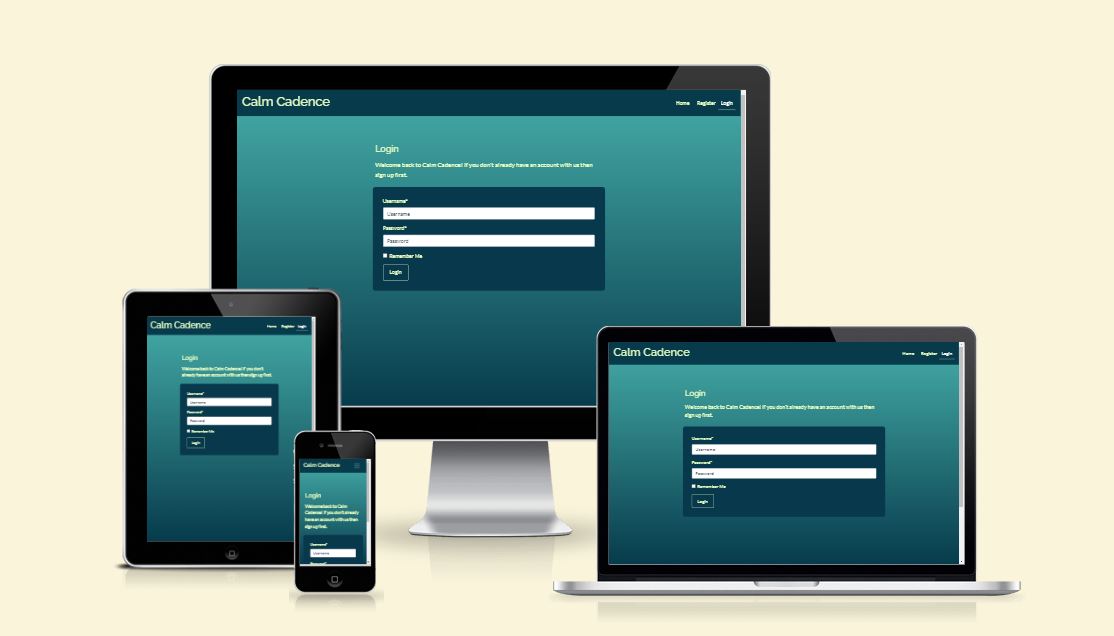 Calm Cadence
Home Register Login
Login
Welcome back to Calm Cadence! If you don't already have an account with us then
sign up first.
Username*
Username
Password*
Password
Remember Me
Login
Calm Cadence
Home Register Login
Login
Welcome back to Calm Cadence! If you don't
already have an account with us then sign up first.
Username*
Username
Password*
Password
Remember Me
Login
Calm Cadence
Login
Welcome back to Calm
Cadence! If you don't already
have an account with us then
sign up first.
Username*
Username
Password*
Calm Cadence
Home Register Login
Login
Welcome back to Calm Cadence! If you don't already have an account with us then
sign up first.
Username*
Username
Password*
Password
Remember Me
Login